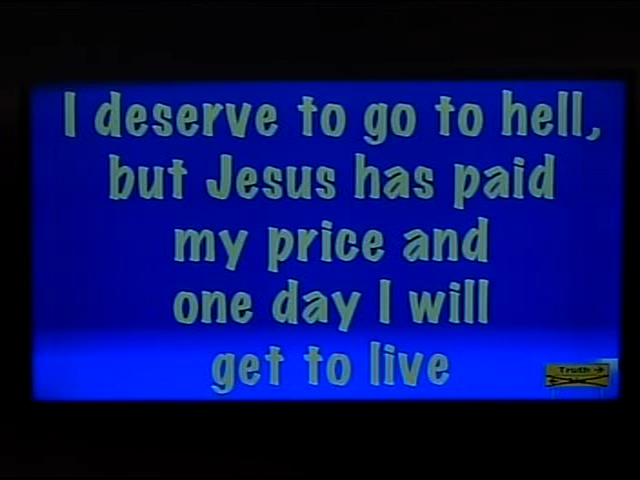 I deserve to go to hell,
but Jesus has paid
my price and
one day I will
get to live
Truth